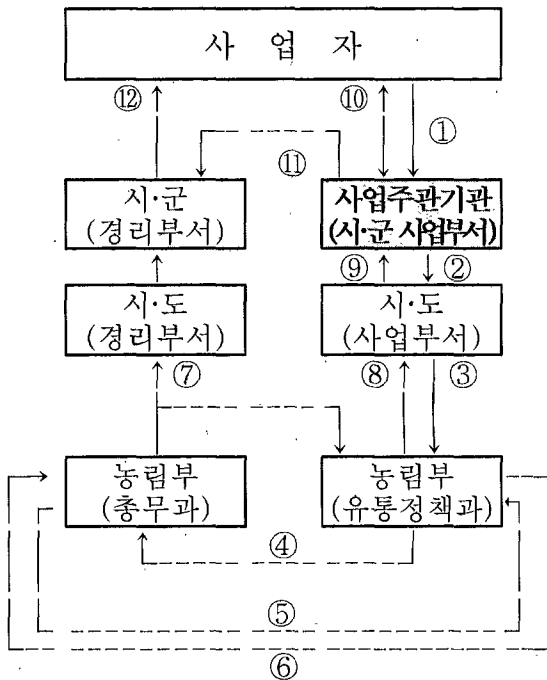 사 업 자
⑫
⑩
①
⑪
시·군
(경리부서)
사업주관기관
(시·군 사업부서)
⑨
②
시·도
(경리부서)
시·도
(사업부서)
⑦
⑧
③
농림부
(총무과)
농림부
(유통정책과)
④
⑤
⑥